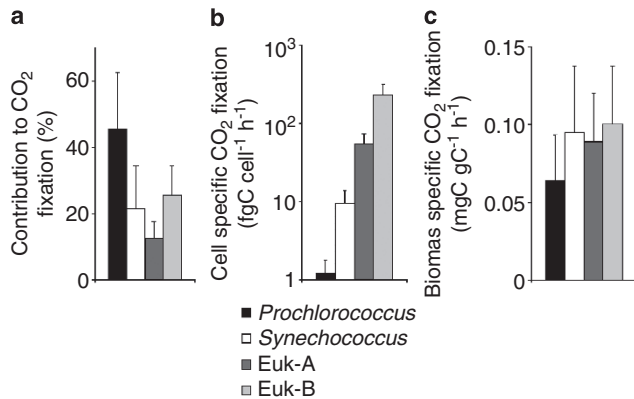 a
Contribution to CO2
fixation (%)
60
40
20
0
b
Cell specific CO2 fixation
(fgC cell-1 h-1)
10³
10²
10
1
c
Biomas specific CO2 fixation
(mgC gC-1 h-1)
0.15
0.10
0.05
0
Prochlorococcus
Synechococcus
Euk-A
Euk-B